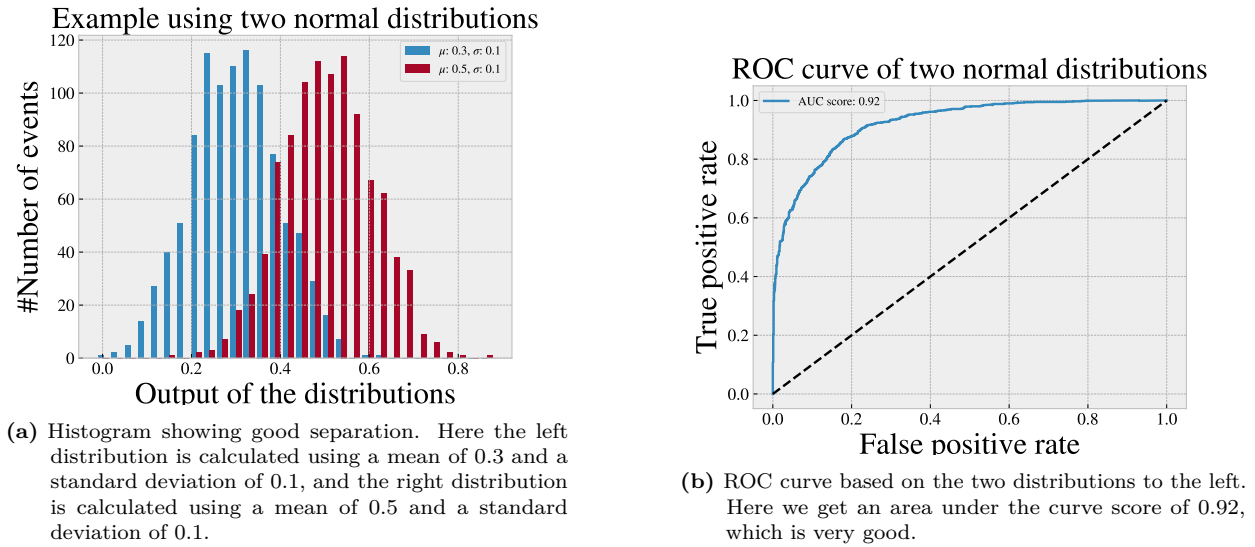 Example using two normal distributions
120
100
80
60
40
20
0
#Number of events
μ: 0.3, σ: 0.1
μ: 0.5, σ: 0.1
0.0 0.2 0.4 0.6 0.8
Output of the distributions
(a) Histogram showing good separation. Here the left
distribution is calculated using a mean of 0.3 and a
standard deviation of 0.1, and the right distribution
is calculated using a mean of 0.5 and a standard
deviation of 0.1.
ROC curve of two normal distributions
1.0
0.8
0.6
0.4
0.2
0.0
True positive rate
AUC score: 0.92
0.0 0.2 0.4 0.6 0.8 1.0
False positive rate
(b) ROC curve based on the two distributions to the left.
Here we get an area under the curve score of 0.92,
which is very good.